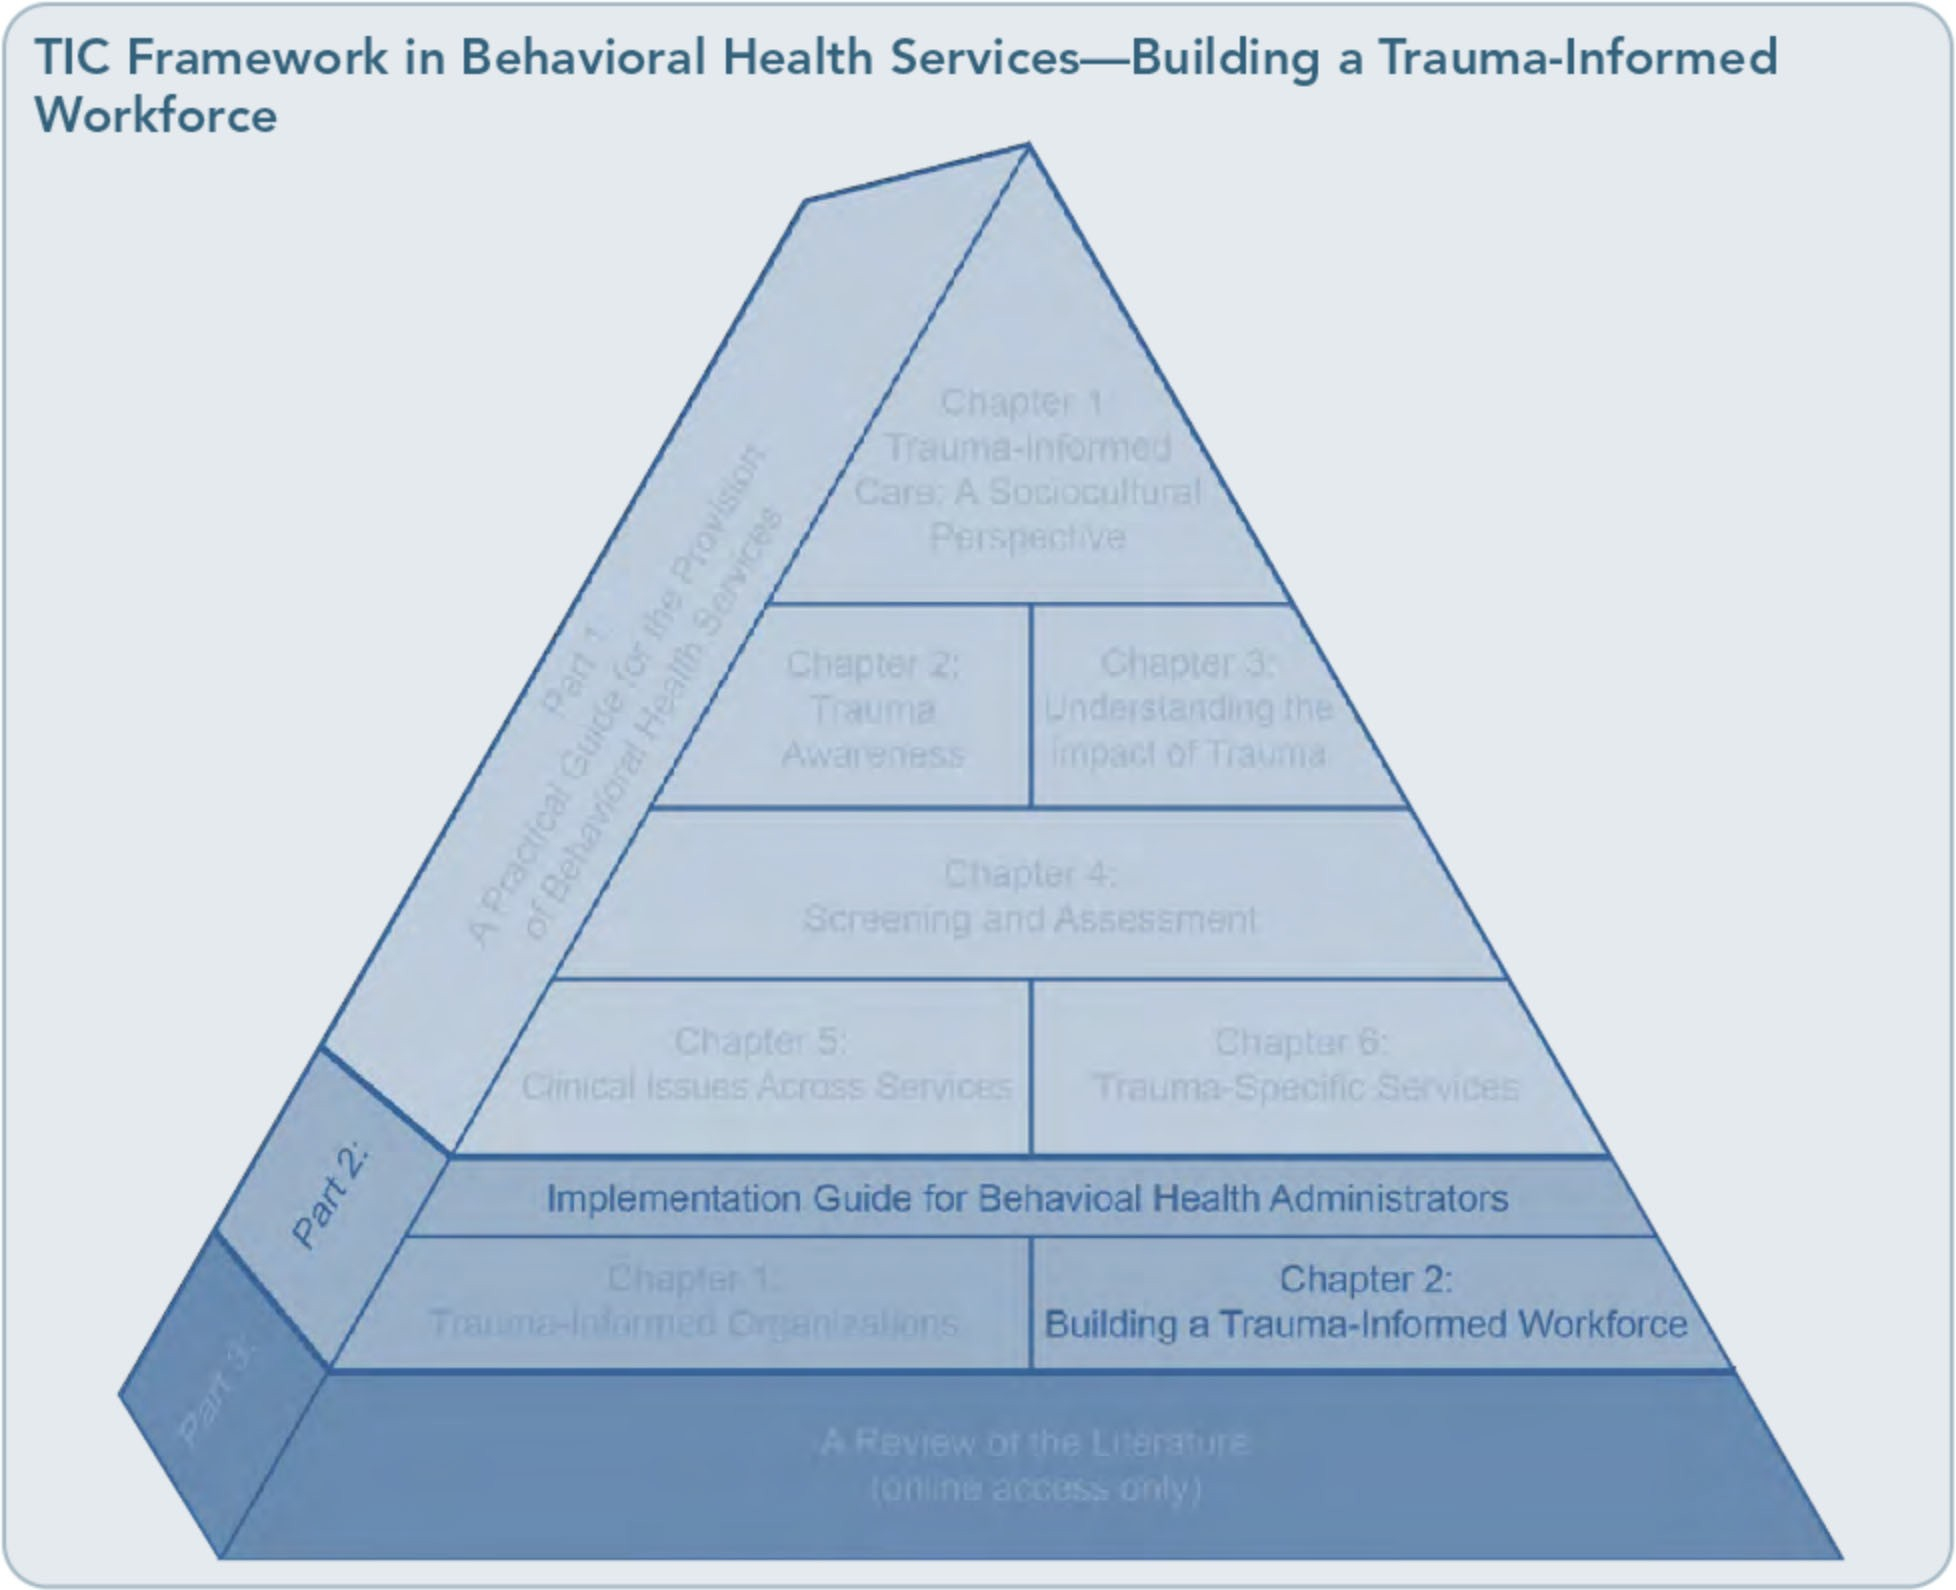 TIC Framework in Behavioral Health Services—Building a Trauma-Informed
Workforce
Part 1
A Practical Guide for the Provision
of Behavioral Health Services
Chapter 1
Trauma-Informed
Care: A Sociocultural
Perspective
Chapter 2:
Trauma
Awareness
Chapter 3:
Understanding the
Impact of Trauma
Chapter 4:
Screening and Assessment
Chapter 5:
Clinical Issues Across Services
Chapter 6:
Trauma-Specific Services
Part 2:
Implementation Guide for Behavioal Health Administrators
Chapter 1:
Trauma-Informed Organizations
Chapter 2:
Building a Trauma-Informed Workforce
Part 3:
A Review of the Literature
(online access only)